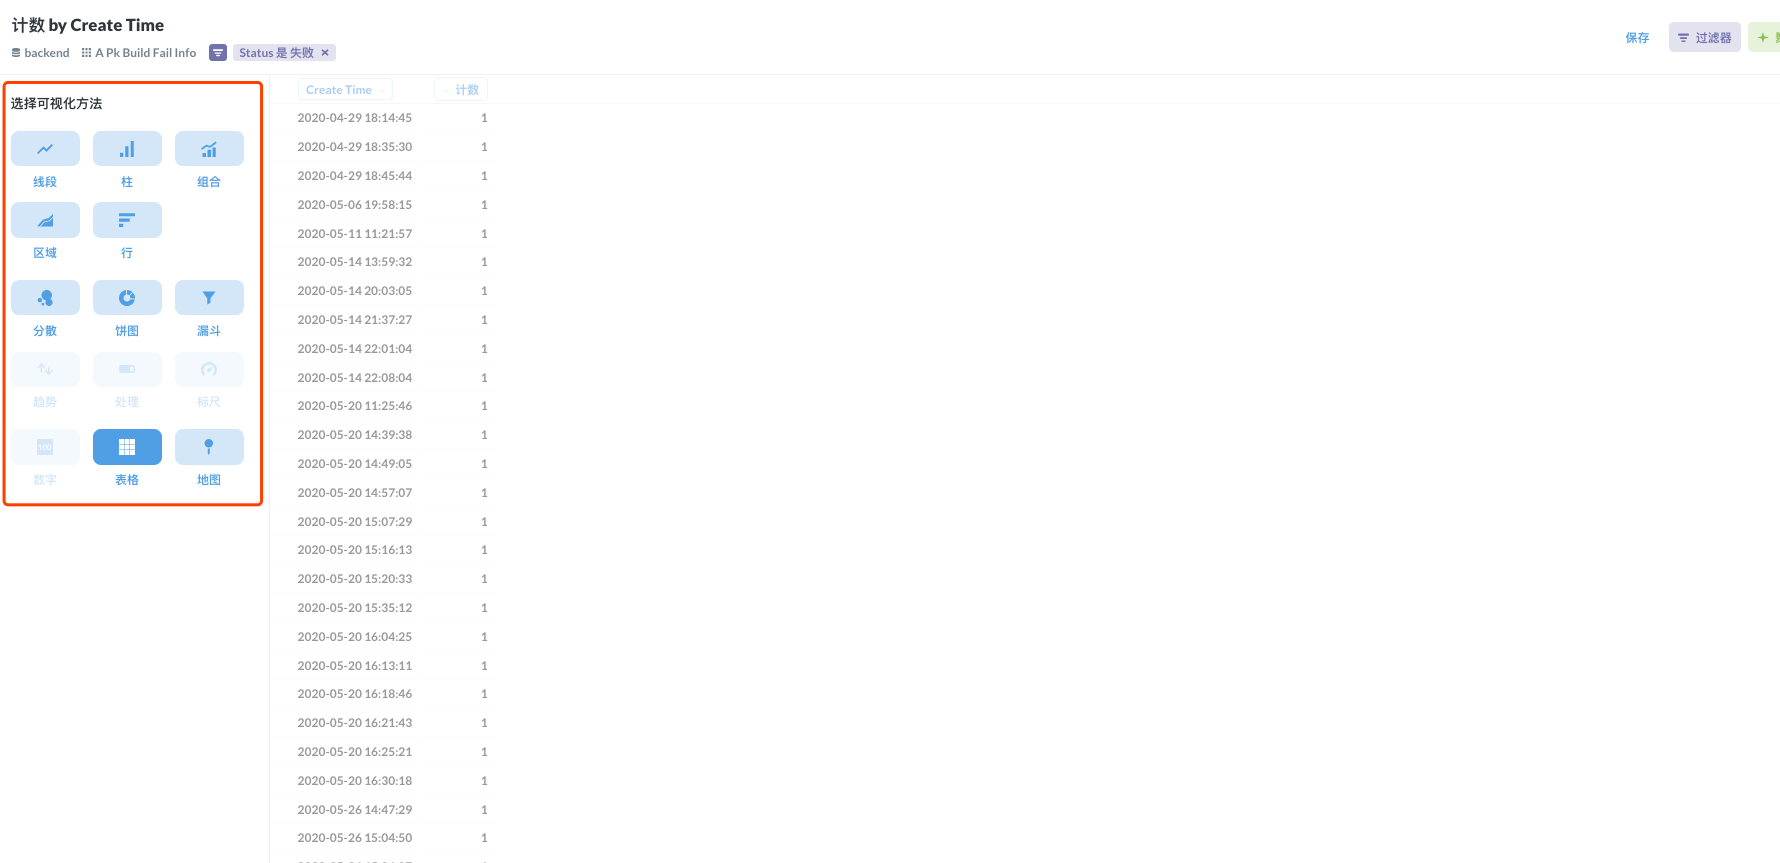 计数 by Create Time
backend A Pk Build Fail Info Status 是 失败 ×
保存 过滤器
选择可视化方法
线段 柱 组合
区域 行
分散 饼图 漏斗
趋势 处理 标尺
100
数字 表格 地图
Create Time 计数
2020-04-29 18:14:45 1
2020-04-29 18:35:30 1
2020-04-29 18:45:44 1
2020-05-06 19:58:15 1
2020-05-11 11:21:57 1
2020-05-14 13:59:32 1
2020-05-14 20:03:05 1
2020-05-14 21:37:27 1
2020-05-14 22:01:04 1
2020-05-14 22:08:04 1
2020-05-20 11:25:46 1
2020-05-20 14:39:38 1
2020-05-20 14:49:05 1
2020-05-20 14:57:07 1
2020-05-20 15:07:29 1
2020-05-20 15:16:13 1
2020-05-20 15:20:33 1
2020-05-20 15:35:12 1
2020-05-20 16:04:25 1
2020-05-20 16:13:11 1
2020-05-20 16:18:46 1
2020-05-20 16:21:43 1
2020-05-20 16:25:21 1
2020-05-20 16:30:18 1
2020-05-26 14:47:29 1
2020-05-26 15:04:50 1